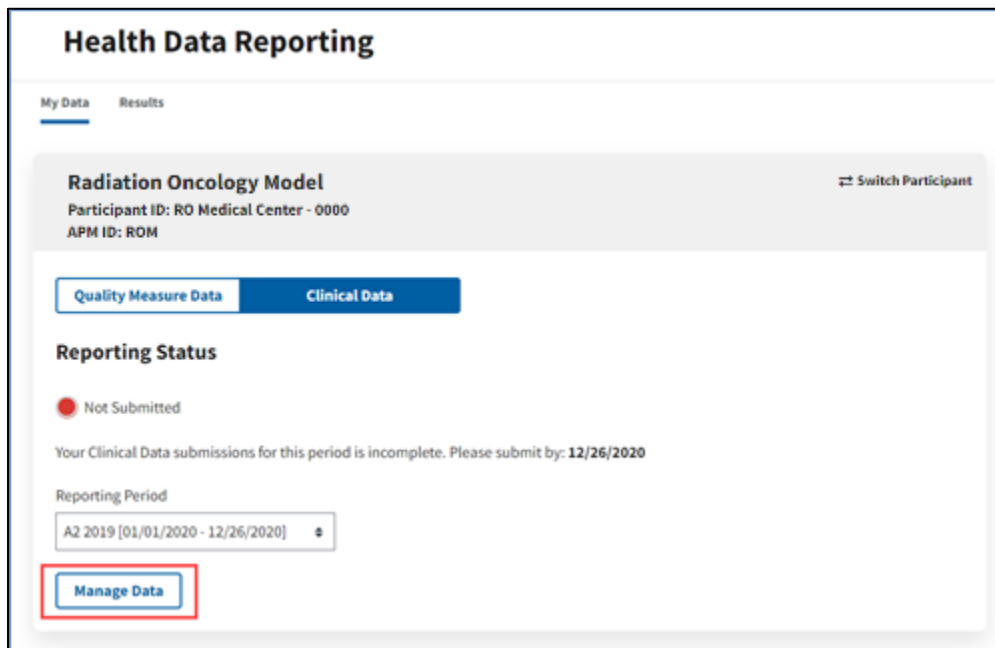 Health Data Reporting
My Data Results
Radiation Oncology Model
Switch Participant
Participant ID: RO Medical Center - 0000
APM ID: ROM
Quality Measure Data Clinical Data
Reporting Status
Not Submitted
Your Clinical Data submissions for this period is incomplete. Please submit by: 12/26/2020
Reporting Period
A2 2019 [01/01/2020 - 12/26/2020]
Manage Data